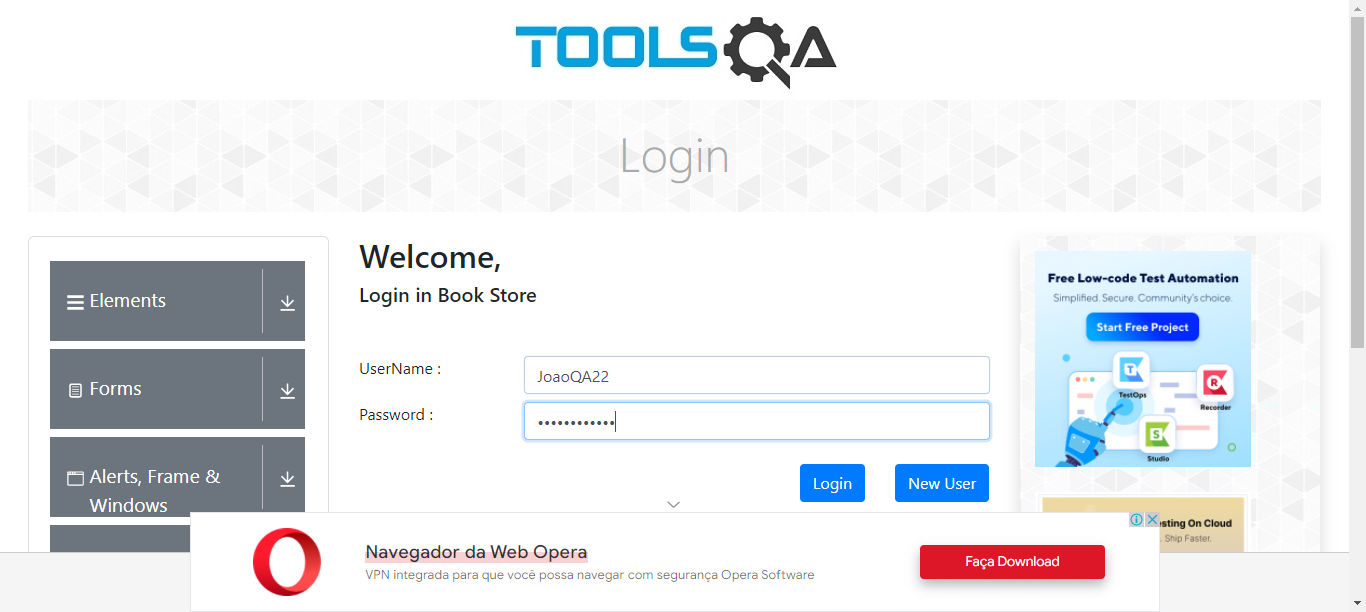 TOOLSQA
Login
Elements
Forms
Alerts, Frame &
Windows
Welcome,
Login in Book Store
UserName :
JoaoQA22
Password :
••••••••••••
Login
New User
Free Low-code Test Automation
Simplified. Secure. Community's choice.
Start Free Project
TestOps
Recorder
Studio
sting On Cloud
. Ship Faster.
Navegador da Web Opera
VPN integrada para que você possa navegar com segurança Opera Software
Faça Download